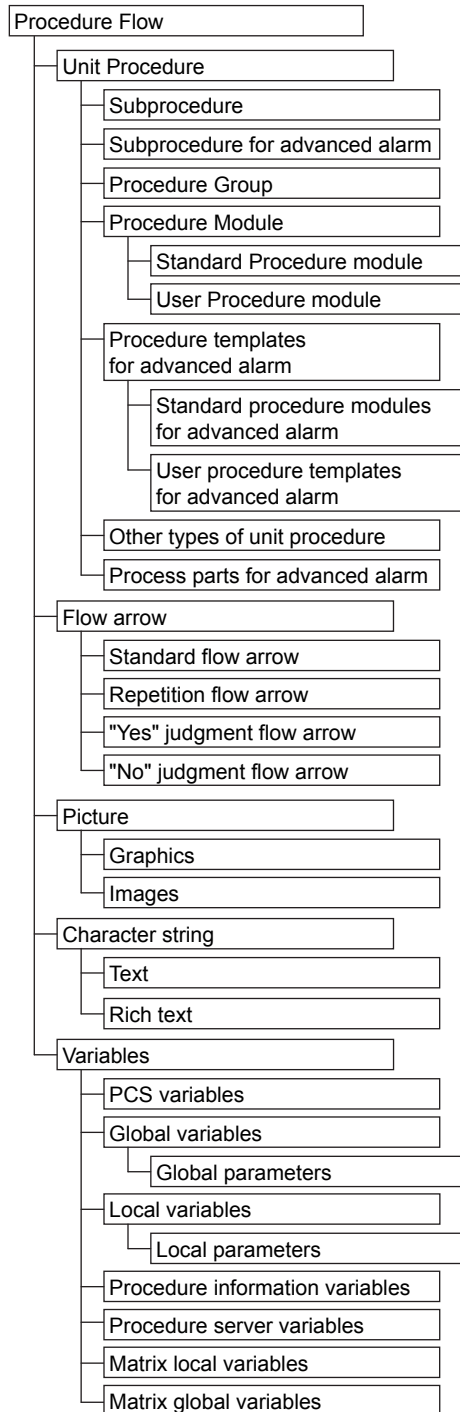 Procedure Flow
Unit Procedure
Subprocedure
Subprocedure for advanced alarm
Procedure Group
Procedure Module
Standard Procedure module
User Procedure module
Procedure templates
for advanced alarm
Standard procedure modules
for advanced alarm
User procedure templates
for advanced alarm
Other types of unit procedure
Process parts for advanced alarm
Flow arrow
Standard flow arrow
Repetition flow arrow
"Yes" judgment flow arrow
"No" judgment flow arrow
Picture
Graphics
Images
Character string
Text
Rich text
Variables
PCS variables
Global variables
Global parameters
Local variables
Local parameters
Procedure information variables
Procedure server variables
Matrix local variables
Matrix global variables